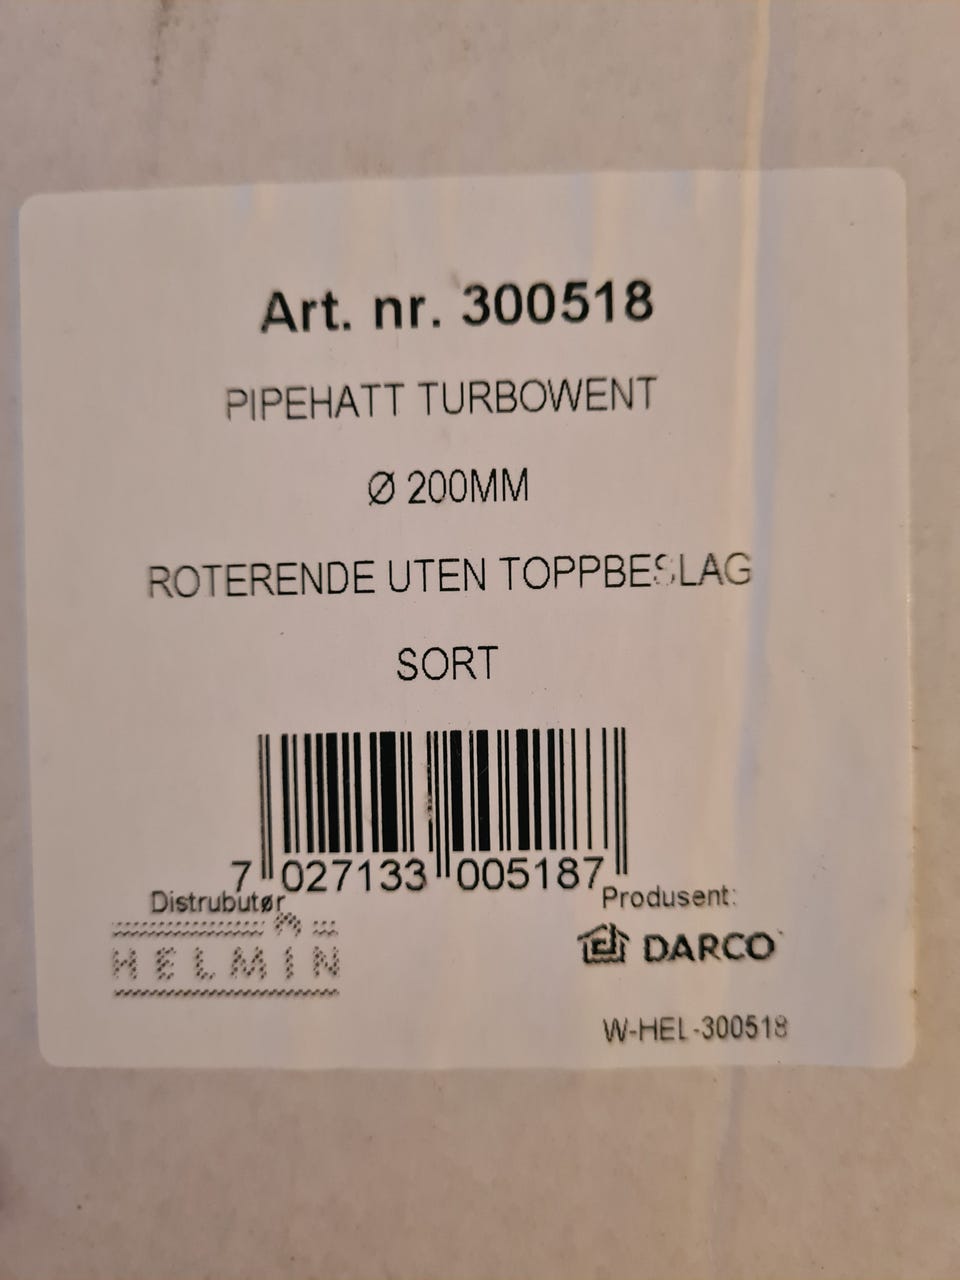 Art. nr. 300518
PIPEHATT TURBOWENT
Ø 200MM
ROTERENDE UTEN TOPPBESLAG
SORT
7 027133 005187
Distrubutør
HELMIN
Produsent:
DARCO
W-HEL-300518